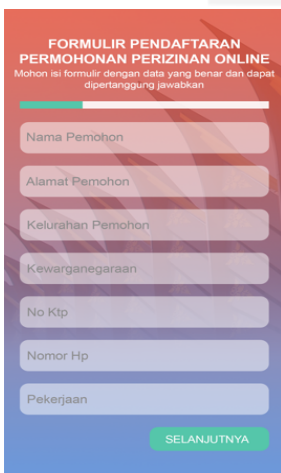 FORMULIR PENDAFTARAN
PERMOHONAN PERIZINAN ONLINE
Mohon isi formulir dengan data yang benar dan dapat
dipertanggung jawabkan
Nama Pemohon
Alamat Pemohon
Kelurahan Pemohon
Kewarganegaraan
No Ktp
Nomor Hp
Pekerjaan
SELANJUTNYA